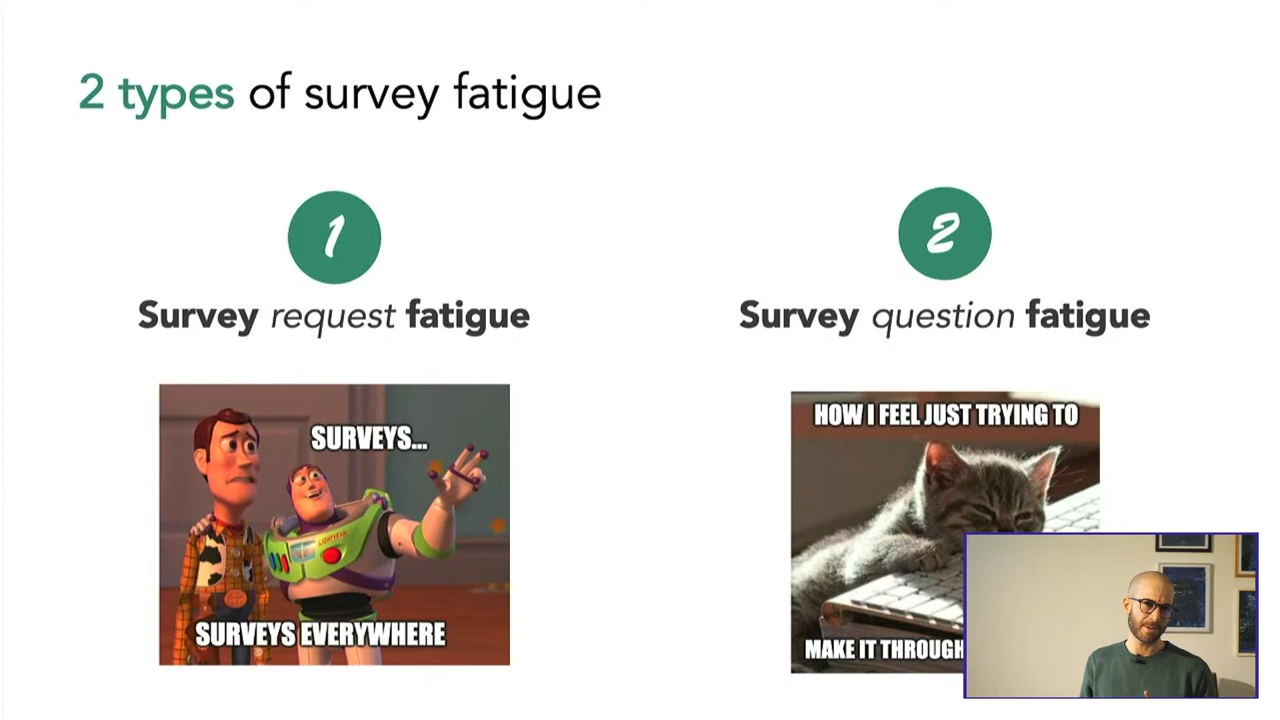 2 types of survey fatigue
1
Survey request fatigue
SURVEYS...
LIGHTYEAR
SURVEYS EVERYWHERE
2
Survey question fatigue
HOW I FEEL JUST TRYING TO
MAKE IT THROUGH